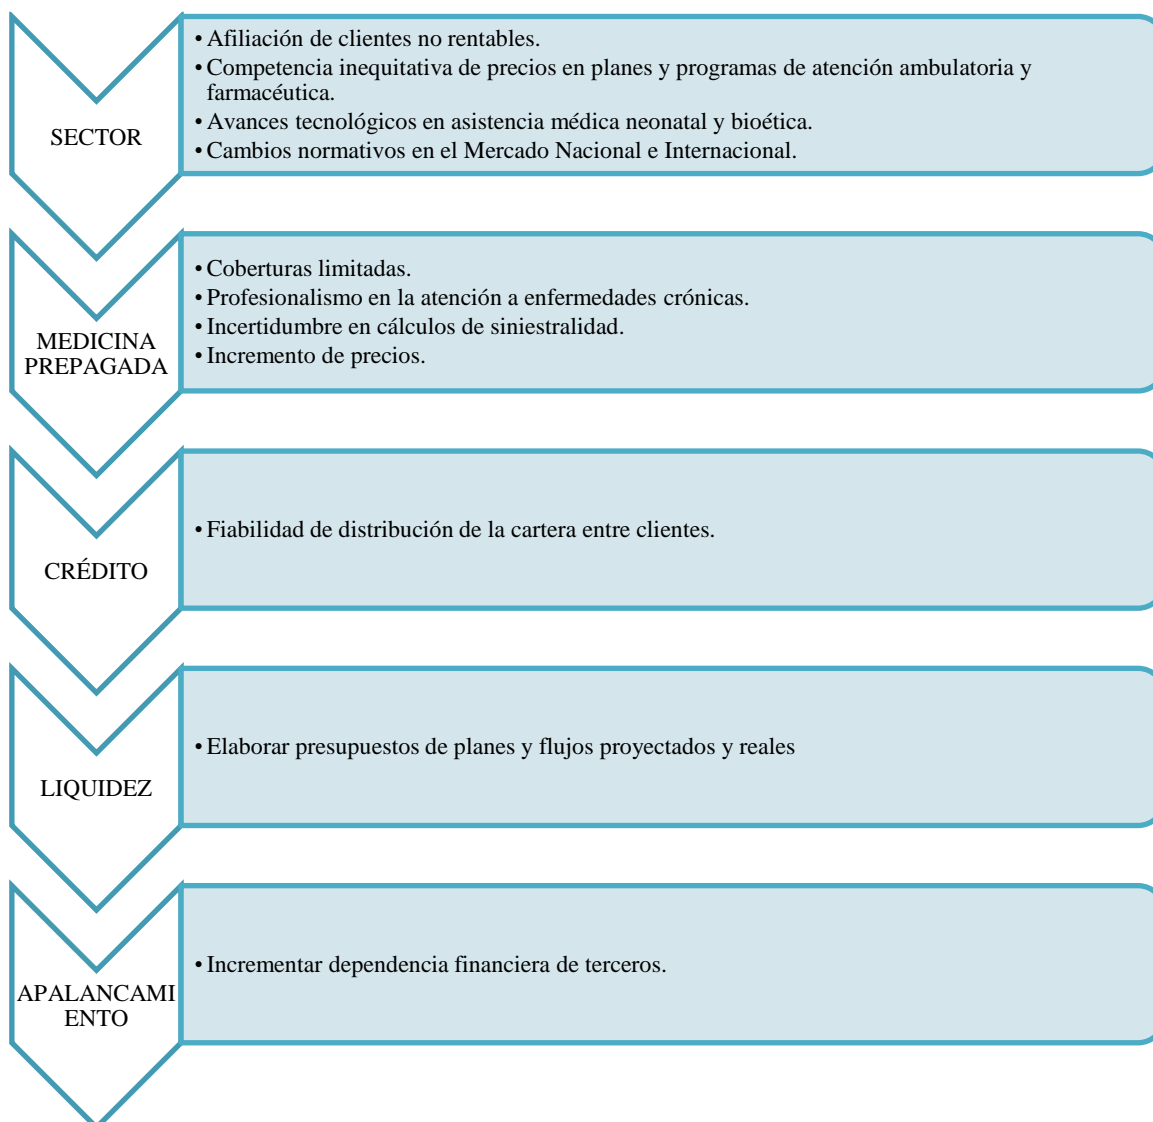 SECTOR
• Afiliación de clientes no rentables.
• Competencia inequitativa de precios en planes y programas de atención ambulatoria y
farmacéutica.
• Avances tecnológicos en asistencia médica neonatal y bioética.
• Cambios normativos en el Mercado Nacional e Internacional.
MEDICINA
PREPAGADA
• Coberturas limitadas.
• Profesionalismo en la atención a enfermedades crónicas.
• Incertidumbre en cálculos de siniestralidad.
• Incremento de precios.
CRÉDITO
• Fiabilidad de distribución de la cartera entre clientes.
LIQUIDEZ
• Elaborar presupuestos de planes y flujos proyectados y reales
APALANCAMI
ENTO
• Incrementar dependencia financiera de terceros.